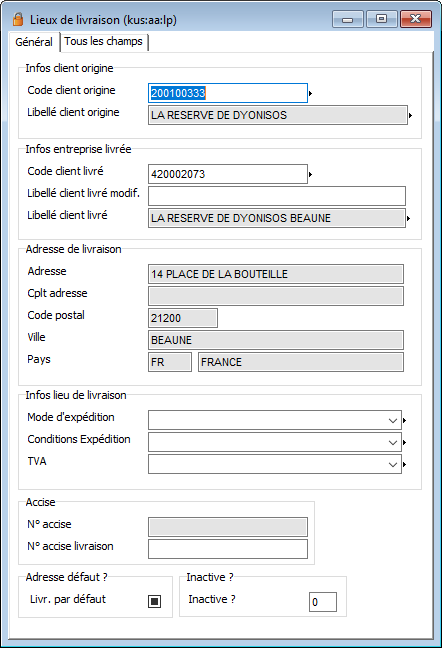 Lieux de livraison (kus:aa:lp)
Général Tous les champs
Infos client origine
Code client origine 200100333
Libellé client origine LA RESERVE DE DYONISOS
Infos entreprise livrée
Code client livré 420002073
Libellé client livré modif.
Libellé client livré LA RESERVE DE DYONISOS BEAUNE
Adresse de livraison
Adresse 14 PLACE DE LA BOUTEILLE
Cplt adresse
Code postal 21200
Ville BEAUNE
Pays FR FRANCE
Infos lieu de livraison
Mode d'expédition
Conditions Expédition
TVA
Accise
N° accise
N° accise livraison
Adresse défaut ? Inactive ?
Livr. par défaut Inactive ? 0